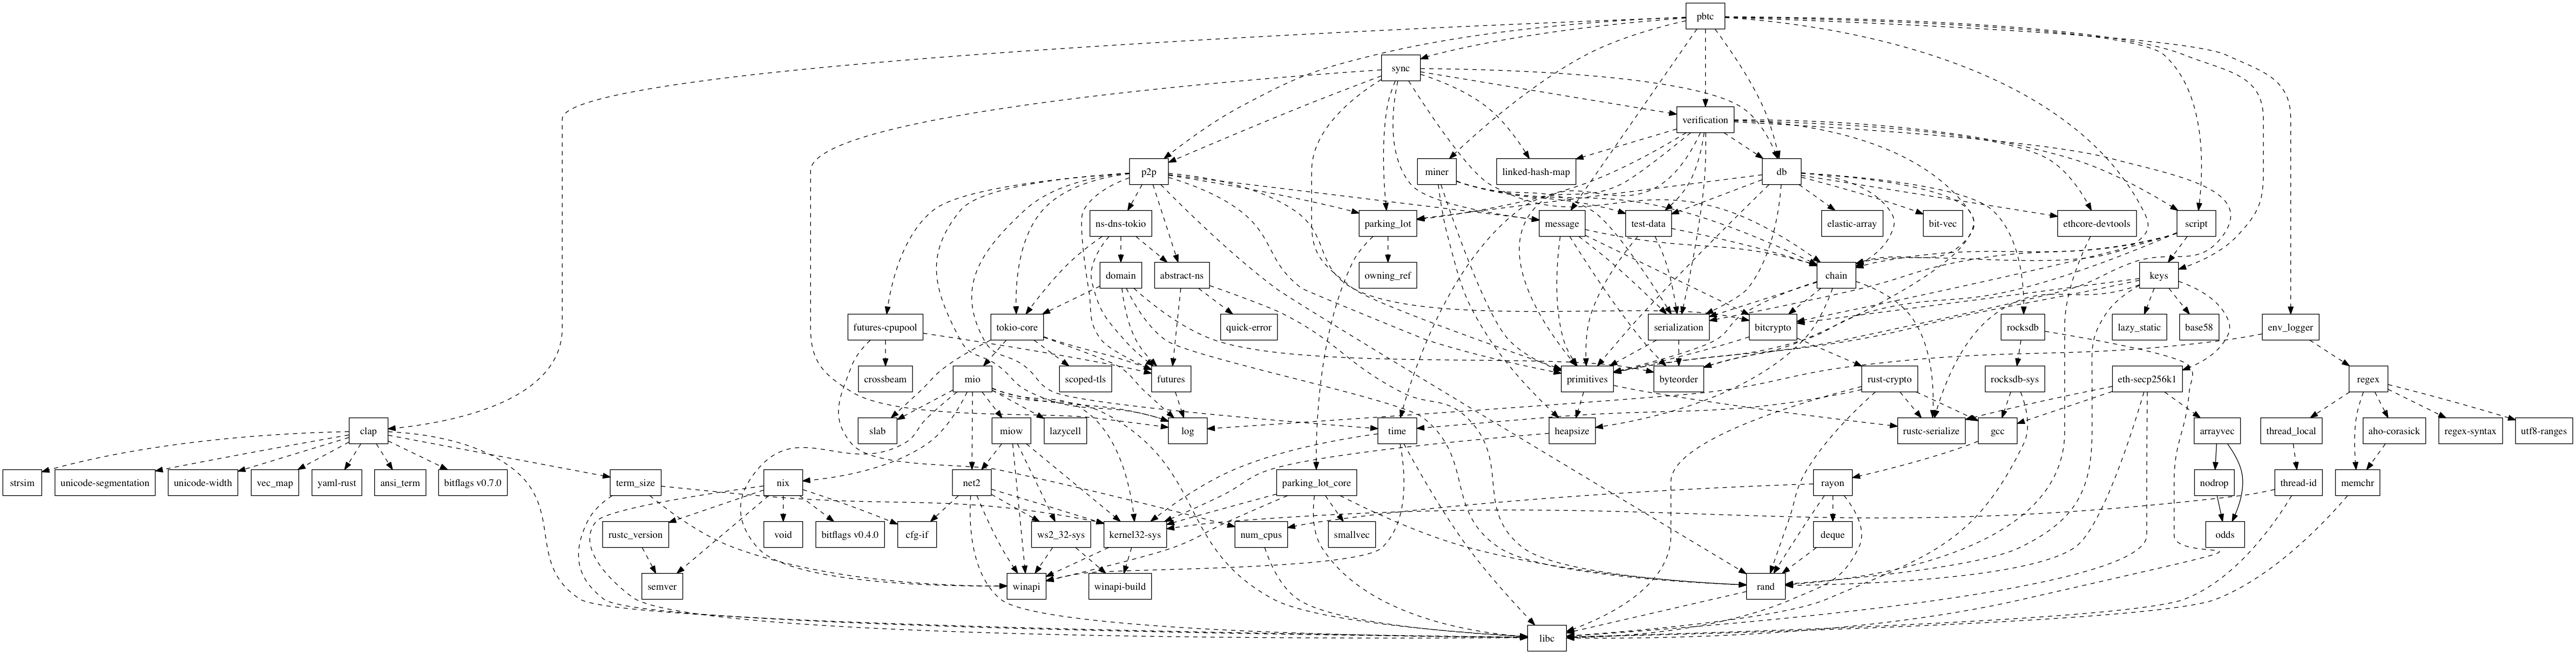 pbtc
sync
verification
p2p
miner
linked-hash-map
db
ns-dns-tokio
parking_lot
message
test-data
elastic-array
bit-vec
ethcore-devtools
script
domain
abstract-ns
owning_ref
chain
keys
futures-cpupool
tokio-core
quick-error
serialization
bitcrypto
rocksdb
lazy_static
base58
env_logger
crossbeam
mio
scoped-tls
futures
primitives
byteorder
rust-crypto
rocksdb-sys
eth-secp256k1
regex
clap
slab
miow
lazycell
log
time
heapsize
rustc-serialize
gcc
arrayvec
thread_local
aho-corasick
regex-syntax
utf8-ranges
strsim
unicode-segmentation
unicode-width
vec_map
yaml-rust
ansi_term
bitflags v0.7.0
term_size
nix
net2
parking_lot_core
rayon
nodrop
thread-id
memchr
rustc_version
void
bitflags v0.4.0
cfg-if
ws2_32-sys
kernel32-sys
num_cpus
smallvec
deque
odds
semver
winapi
winapi-build
rand
libc